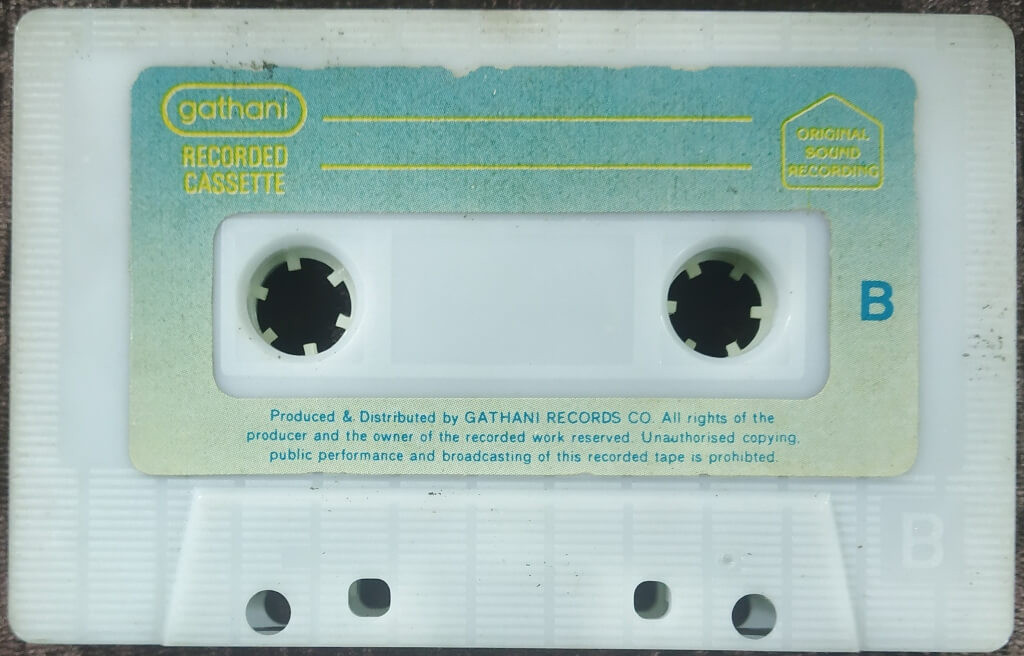 gathani
RECORDED
CASSETTE
ORIGINAL
SOUND
RECORDING
B
Produced & Distributed by GATHANI RECORDS CO. All rights of the
producer and the owner of the recorded work reserved. Unauthorised copying,
public performance and broadcasting of this recorded tape is prohibted.
B